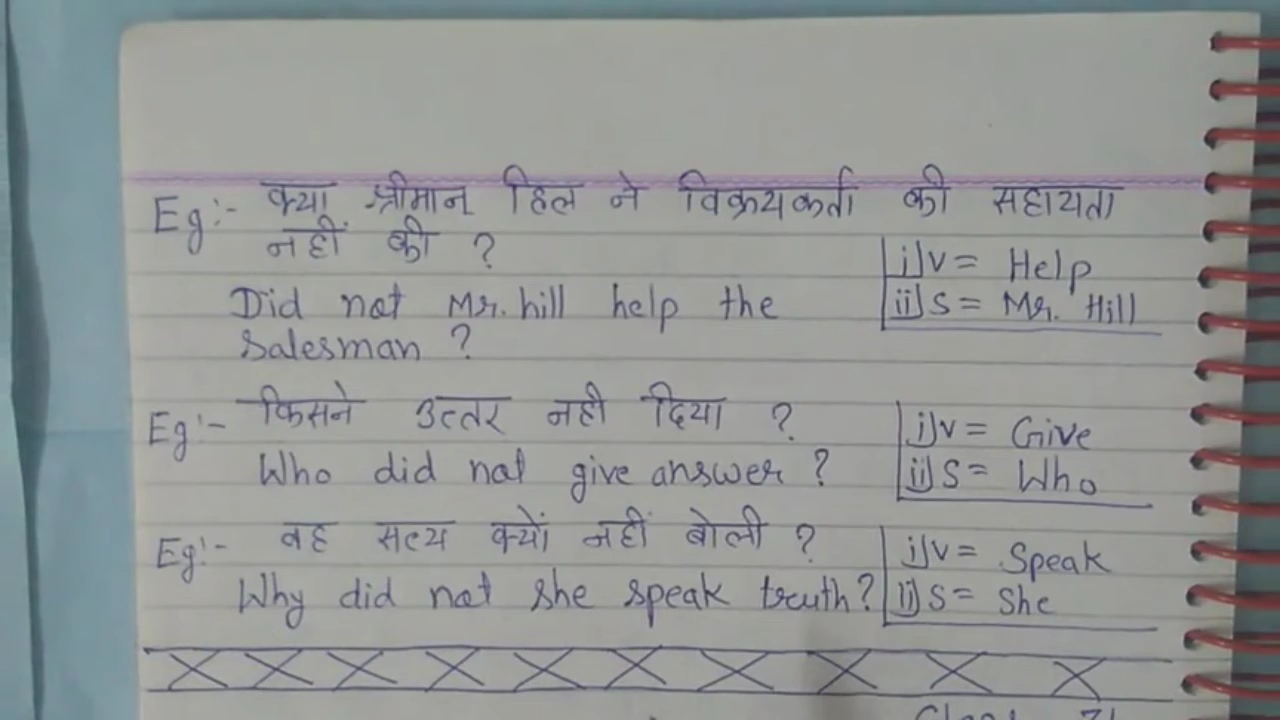 Eg:- क्या श्रीमान् हिल ने विक्रयकर्ता की सहायता
नहीं की ?
i) V = Help
Did not Mr. hill help the
ii) S = Mr. Hill
Salesman ?
Eg:- किसने उत्तर नही दिया ?
i) V = Give
Who did not give answer ?
ii) S = Who
Eg:- वह सत्य क्यों नहीं बोली ?
i) V = Speak
Why did not she speak truth?
ii) S = She